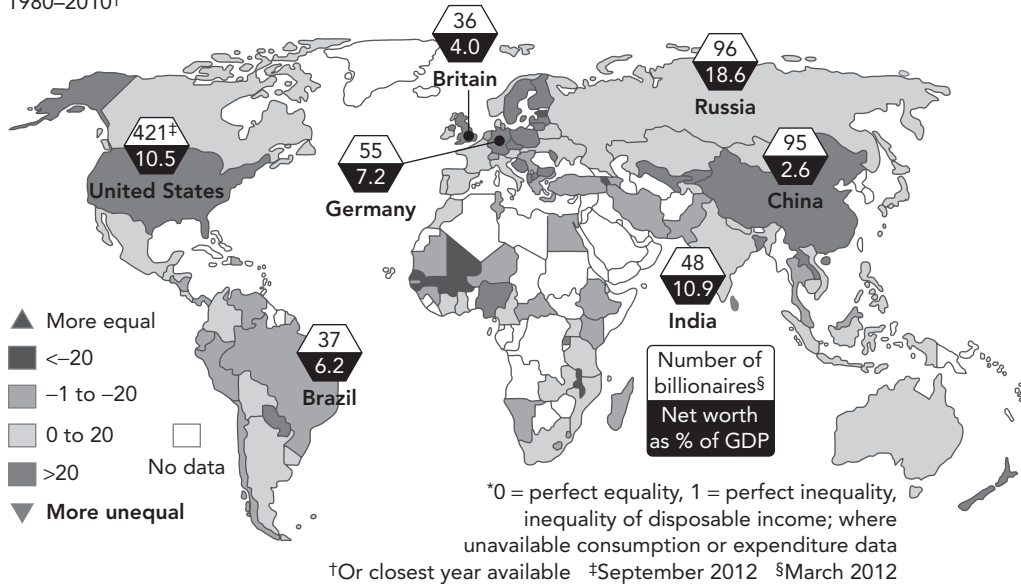 1980–2010†
36
4.0
Britain
96
18.6
Russia
421‡
10.5
United States
55
7.2
Germany
95
2.6
China
48
10.9
India
37
6.2
Brazil
More equal
<–20
–1 to –20
0 to 20
>20
No data
More unequal
Number of
billionaires§
Net worth
as % of GDP
*0 = perfect equality, 1 = perfect inequality,
inequality of disposable income; where
unavailable consumption or expenditure data
†Or closest year available ‡September 2012 §March 2012